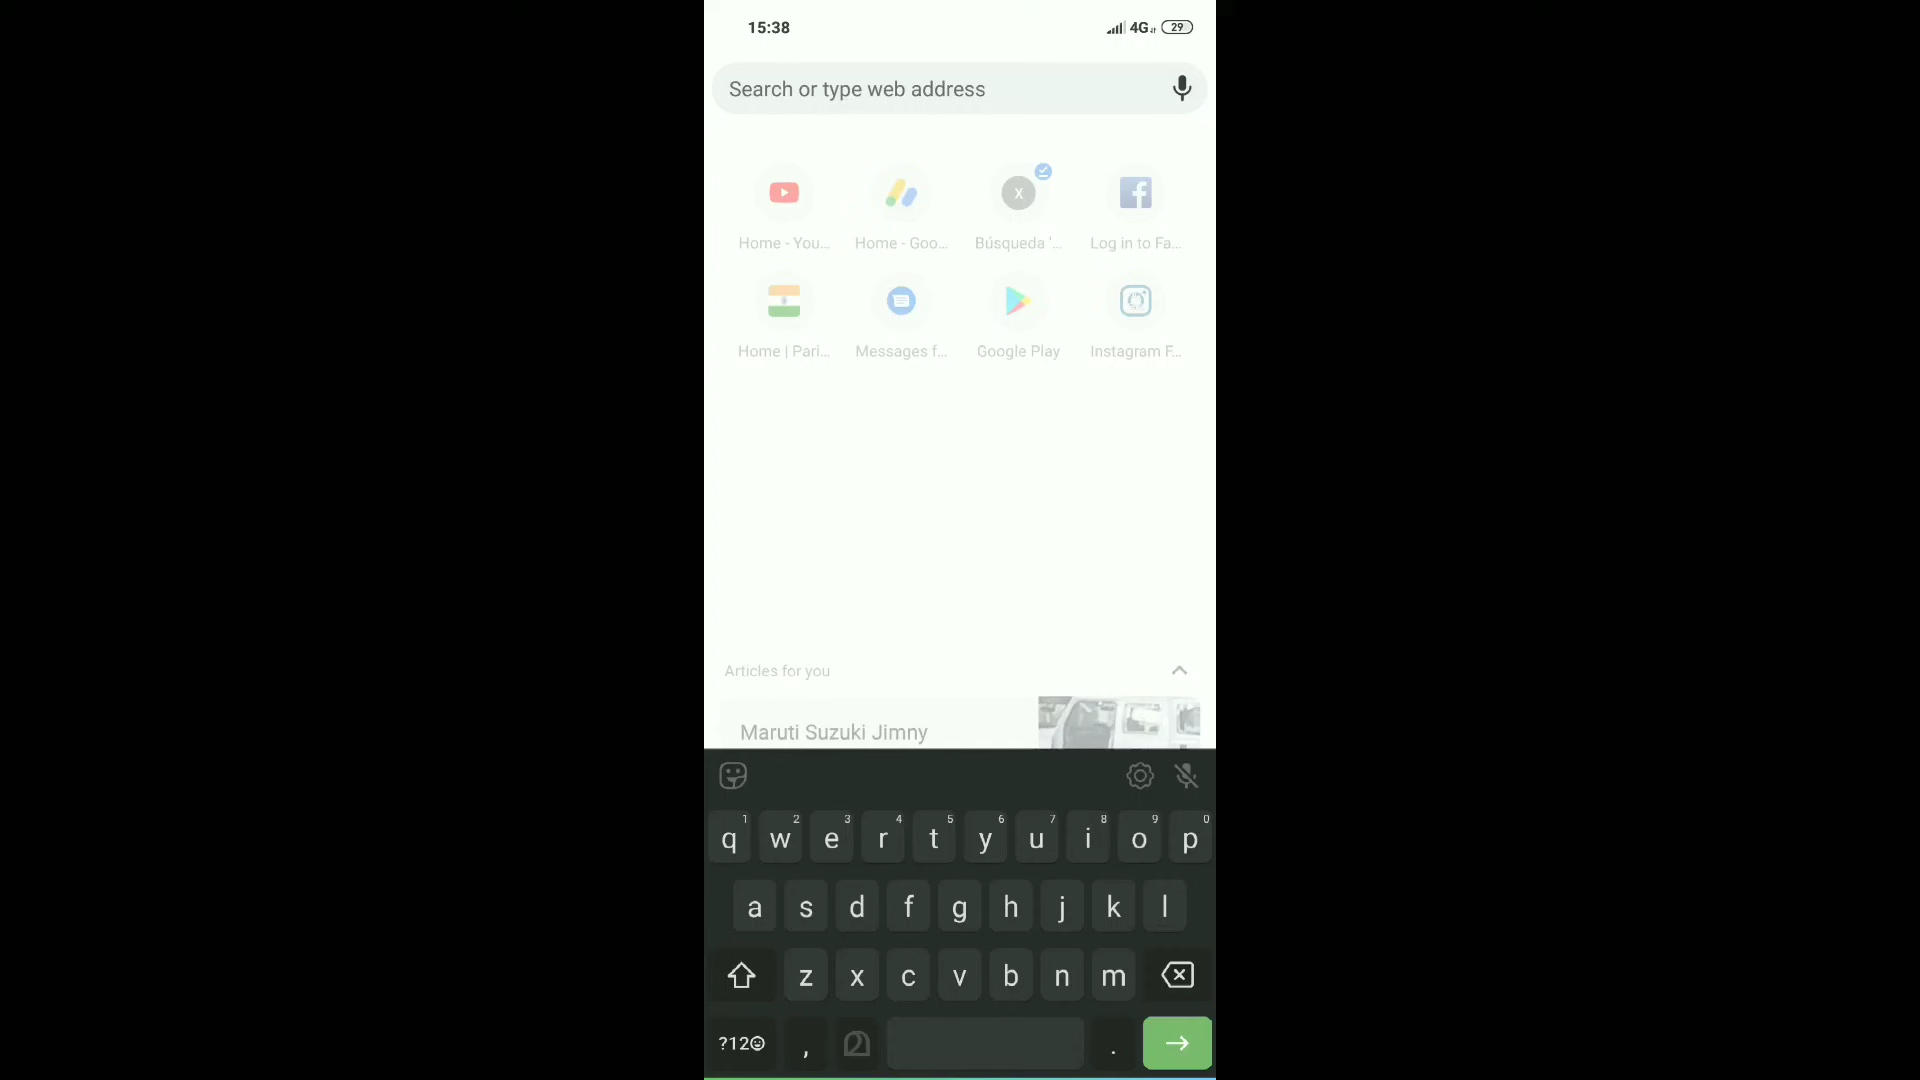 15:38 4G 29
Search or type web address
X
Home - You... Home - Goo... Búsqueda '... Log in to Fa...
Home | Pari... Messages f... Google Play Instagram F...
Articles for you
Maruti Suzuki Jimny
1 2 3 4 5 6 7 8 9 0
q w e r t y u i o p
a s d f g h j k l
z x c v b n m
?12 , മ .